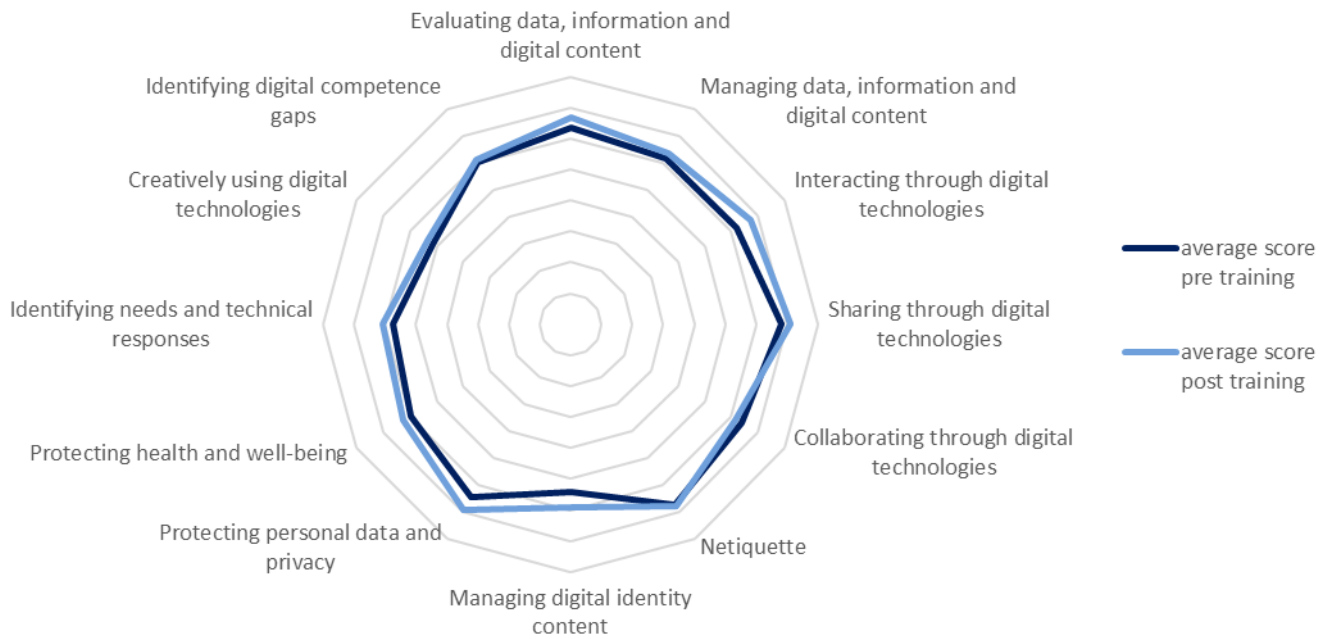 Evaluating data, information and
digital content
Managing data, information and
digital content
Interacting through digital
technologies
Sharing through digital
technologies
Collaborating through digital
technologies
Netiquette
Managing digital identity
content
Protecting personal data and
privacy
Protecting health and well-being
Identifying needs and technical
responses
Creatively using digital
technologies
Identifying digital competence
gaps
average score
pre training
average score
post training